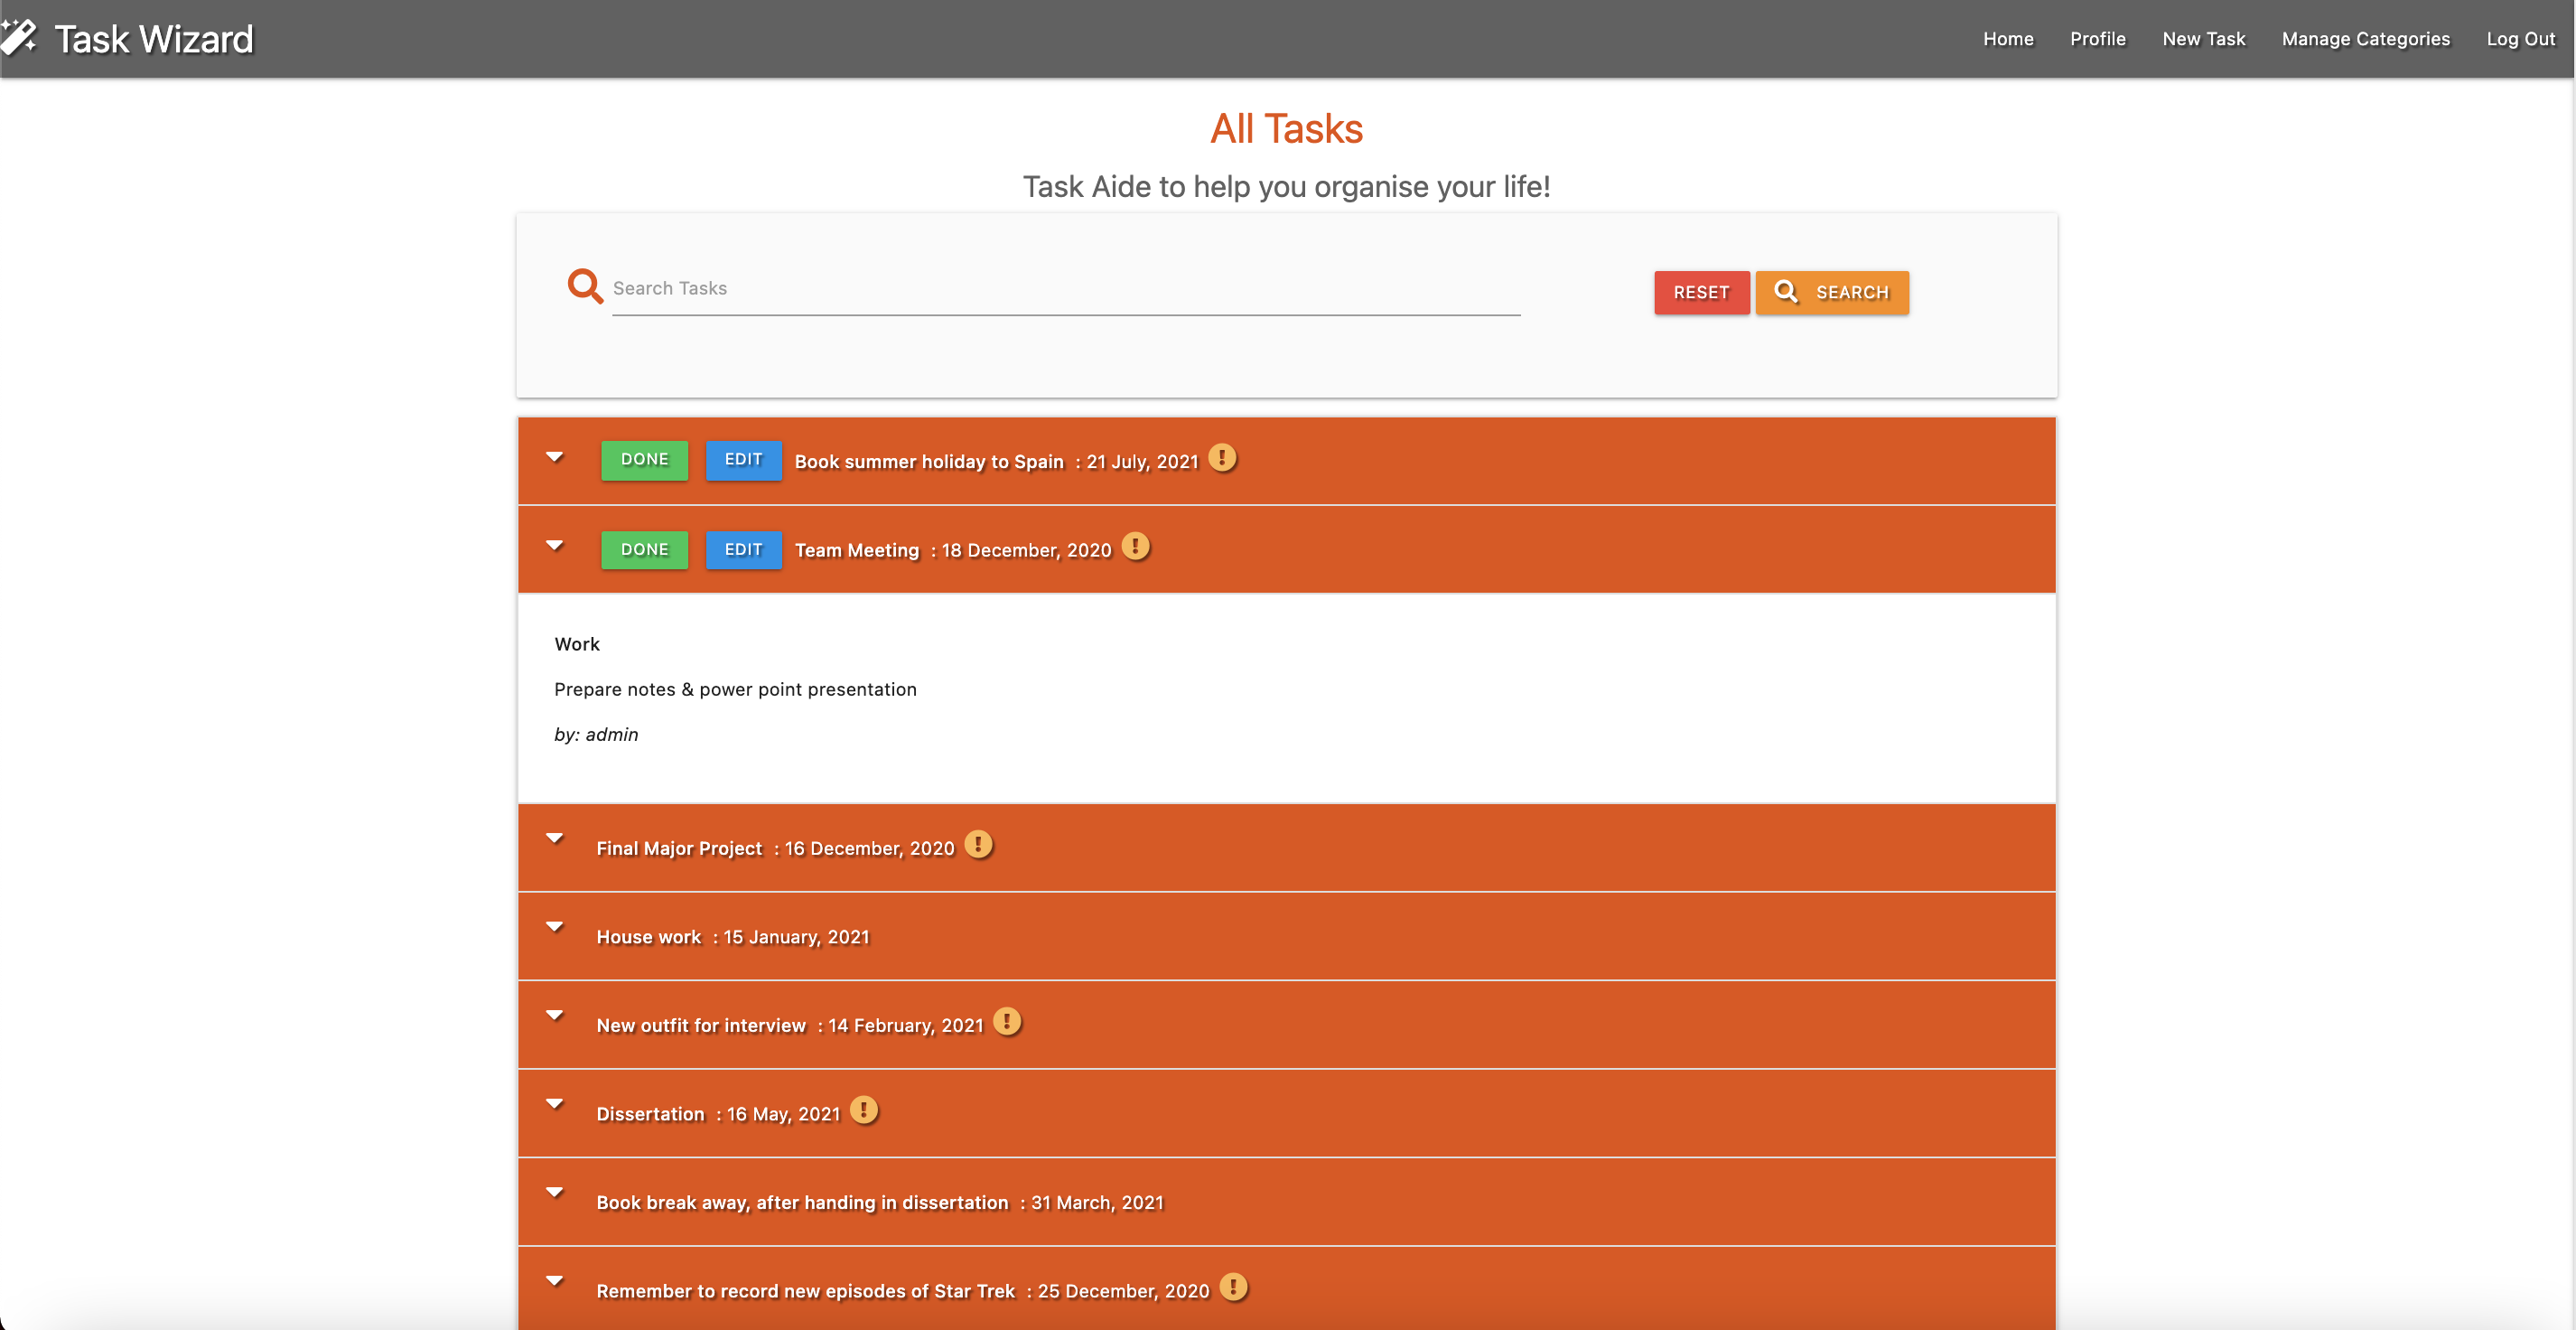 Task Wizard
Home Profile New Task Manage Categories Log Out
All Tasks
Task Aide to help you organise your life!
Search Tasks RESET SEARCH
DONE EDIT Book summer holiday to Spain : 21 July, 2021
DONE EDIT Team Meeting : 18 December, 2020
Work
Prepare notes & power point presentation
by: admin
Final Major Project : 16 December, 2020
House work : 15 January, 2021
New outfit for interview : 14 February, 2021
Dissertation : 16 May, 2021
Book break away, after handing in dissertation : 31 March, 2021
Remember to record new episodes of Star Trek : 25 December, 2020